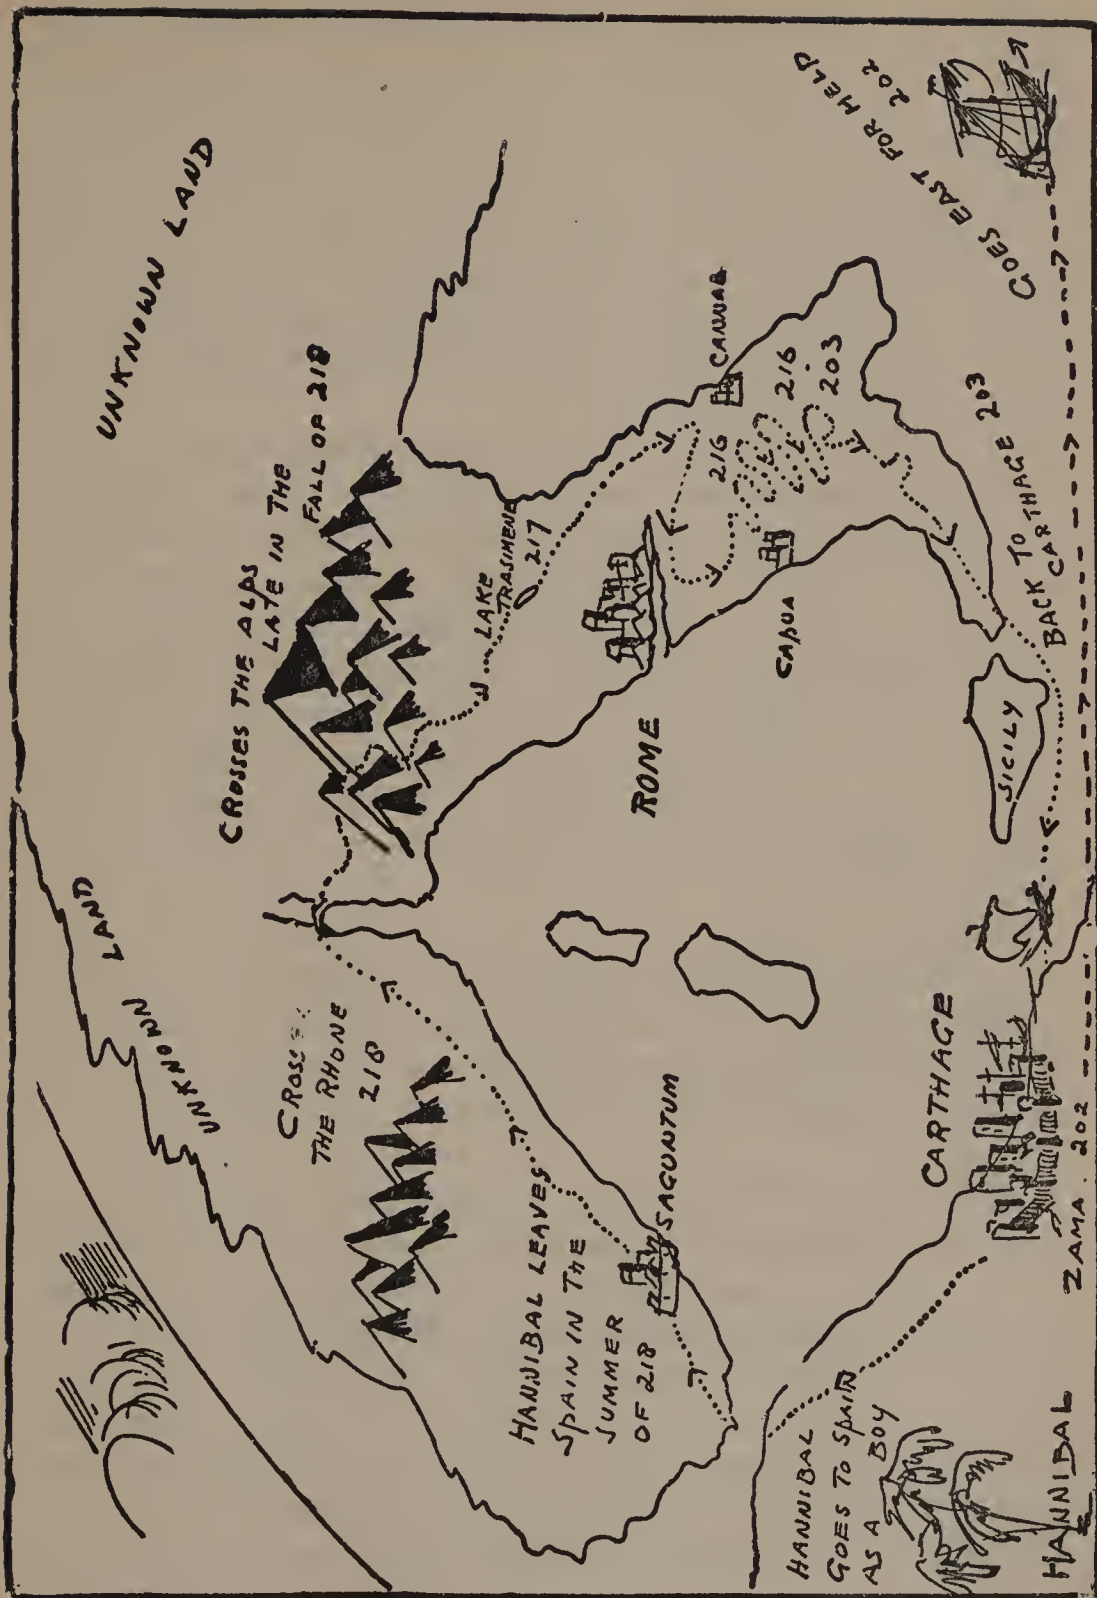 UNKNOWN LAND
UNKNOWN LAND
CROSSES THE ALPS
LATE IN THE
FALL OF 218
CROSSES
THE RHONE
218
LAKE
TRASIMENE
217
HANNIBAL LEAVES
SPAIN IN THE
SUMMER
OF 218
SAGUNTUM
ROME
CANNAE
216
216
203
CAPUA
GOES EAST FOR HELP
202
HANNIBAL
GOES TO SPAIN
AS A BOY
CARTHAGE
SICILY
BACK TO
CARTHAGE 203
HANNIBAL
ZAMA. 202